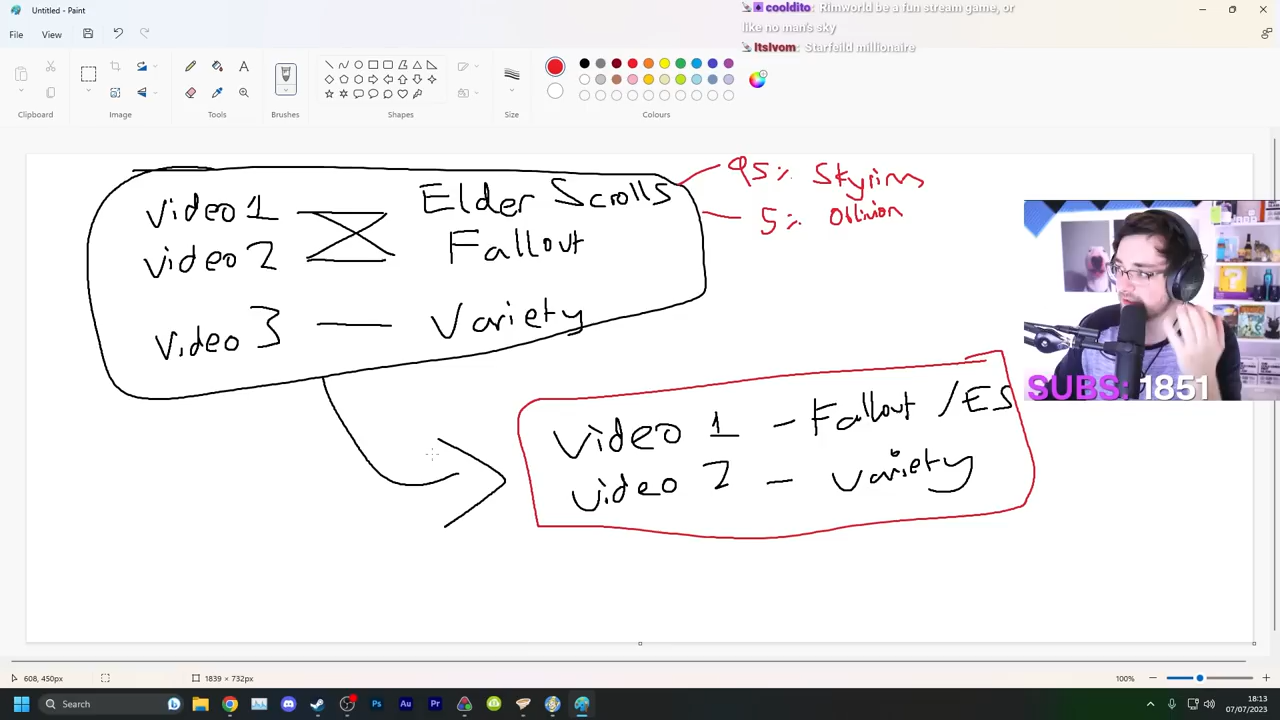 Untitled - Paint
cooldito: Rimworld be a fun stream game, or
like no man's sky
ItsIvom: Starfeild millionaire
File
View
Clipboard
Image
Tools
Brushes
Shapes
Size
Colours
95% Skyrim
5% Oblivion
video 1
Elder Scrolls
video 2
Fallout
video 3
Variety
SUBS: 1851
video 1 - Fallout / ES
video 2 - variety
608, 450px
1839 × 732px
100%
Search
18:13
07/07/2023